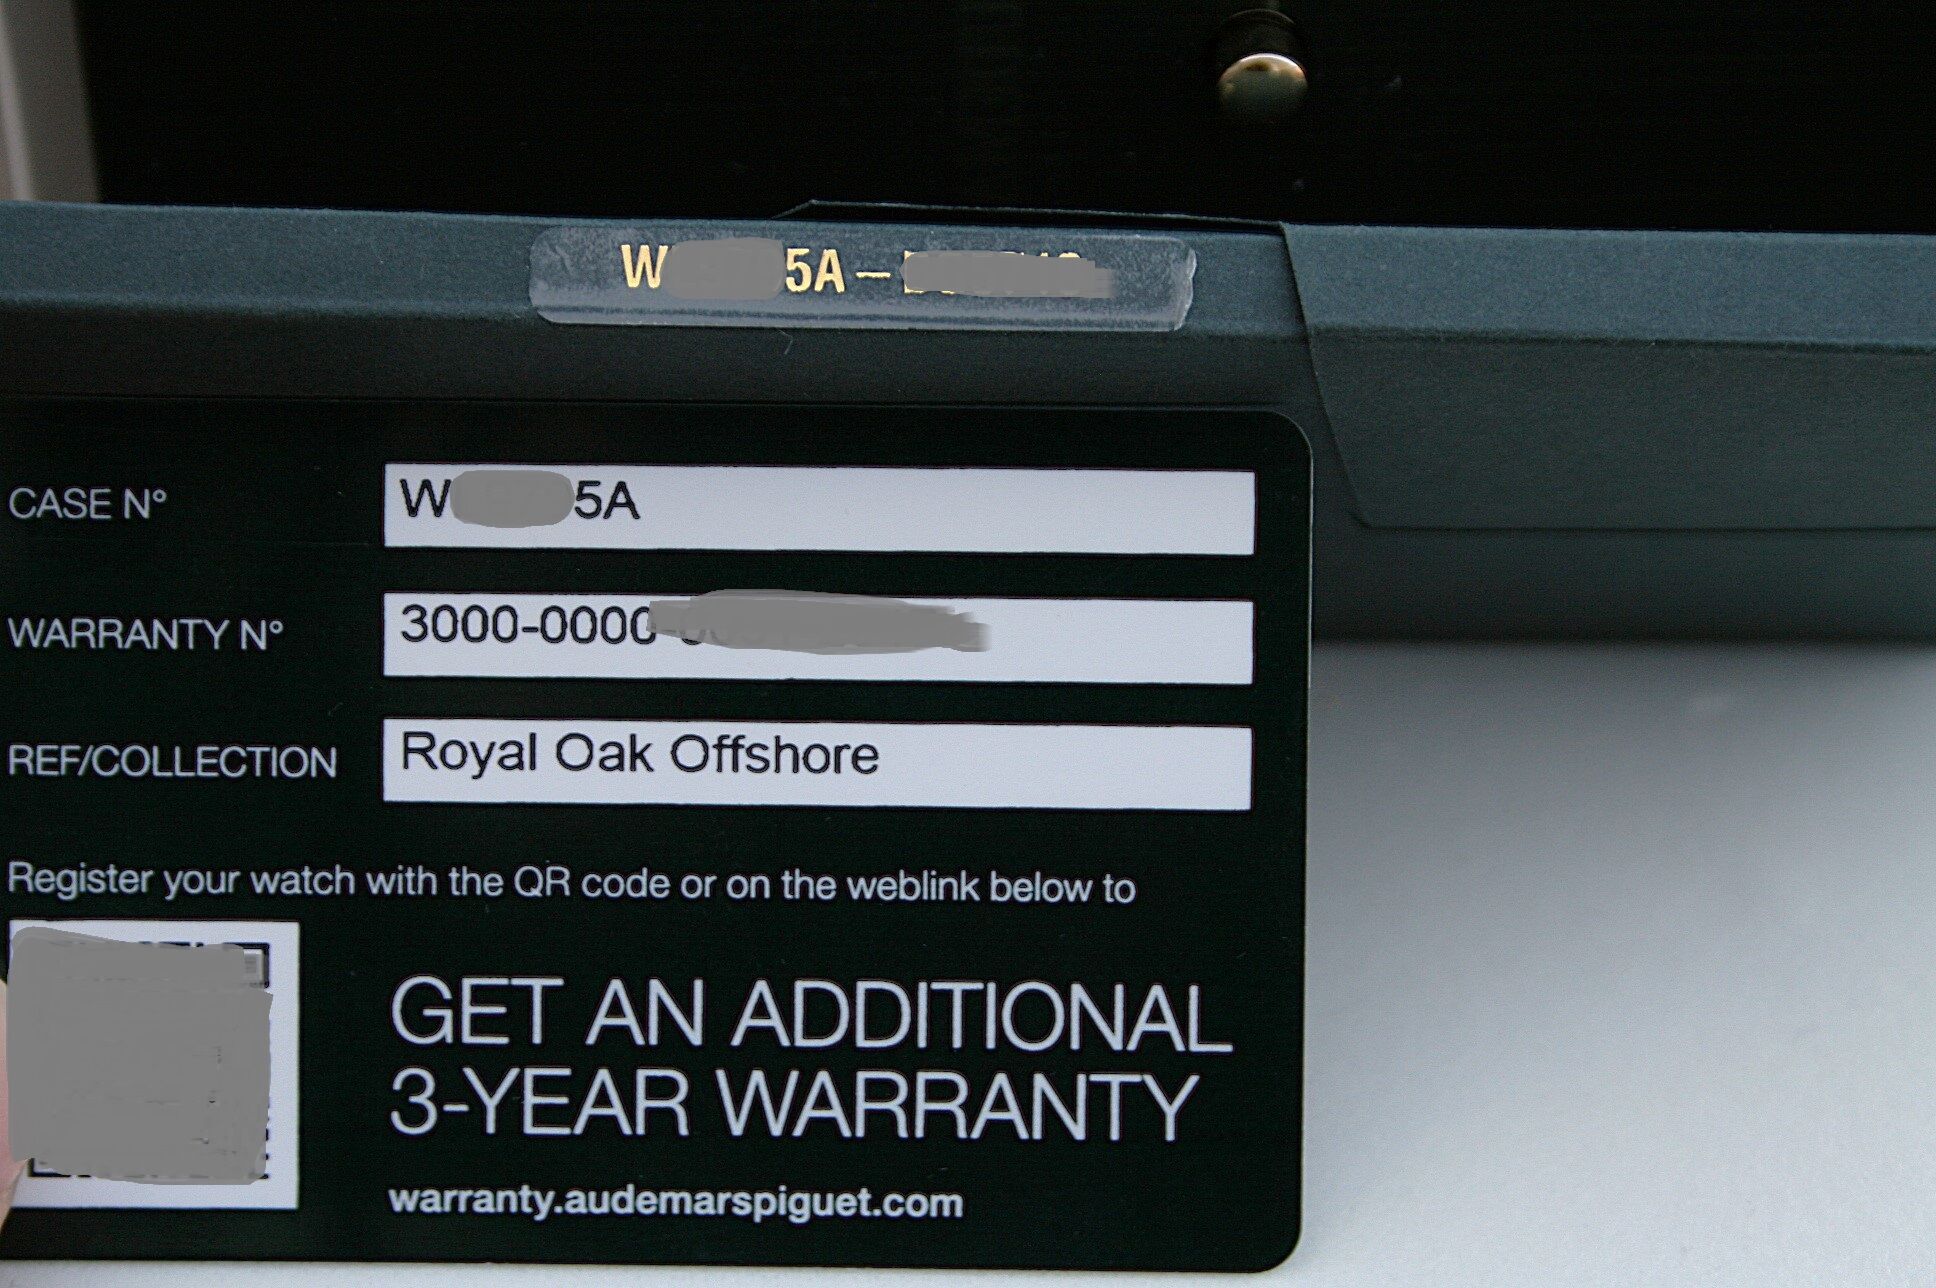 W 5A –
CASE N° W 5A
WARRANTY N° 3000-0000
REF/COLLECTION Royal Oak Offshore
Register your watch with the QR code or on the weblink below to
GET AN ADDITIONAL
3-YEAR WARRANTY
warranty.audemarspiguet.com